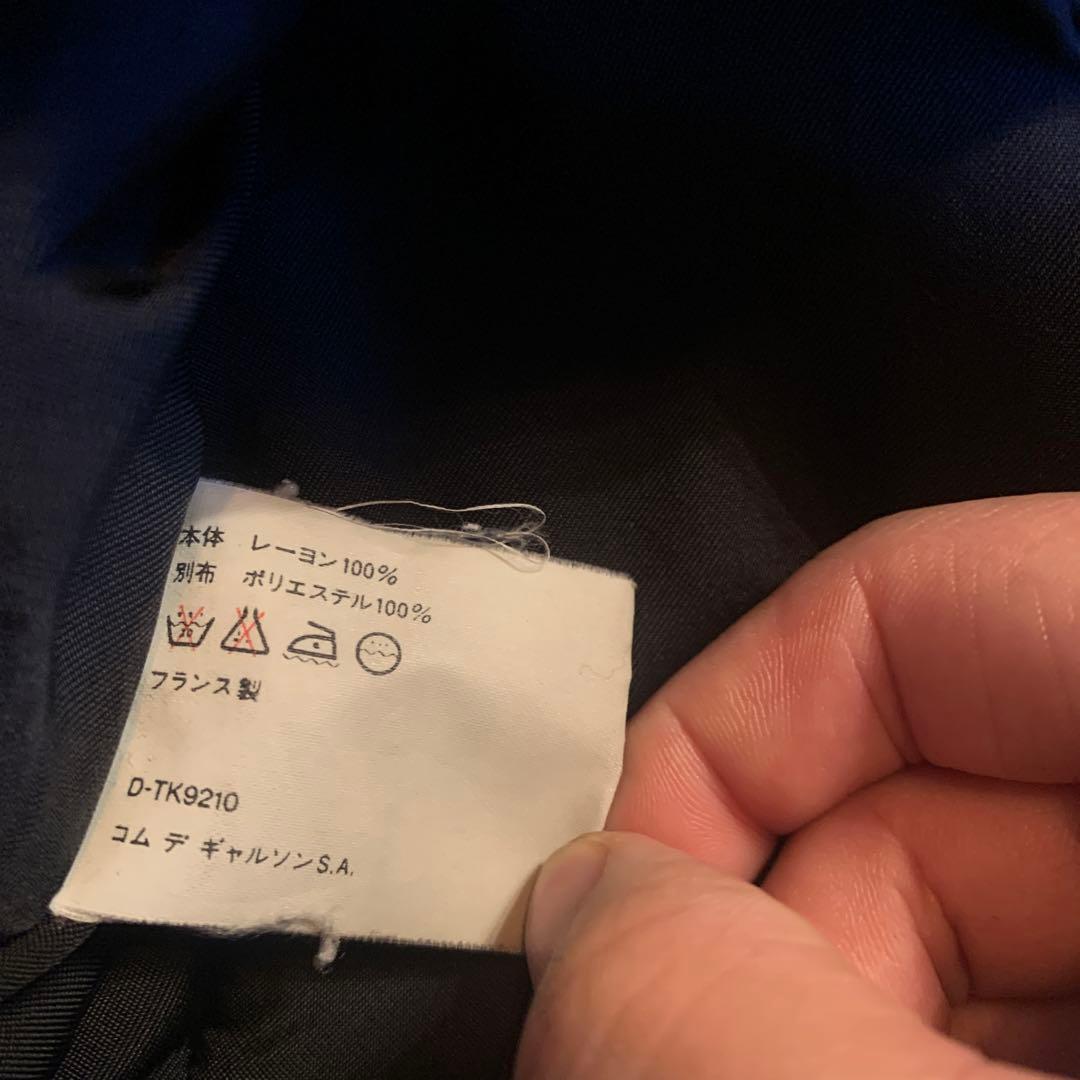 本体 レーヨン100%
別布 ポリエステル100%
フランス製
D-TK9210
コム デ ギャルソンS.A.